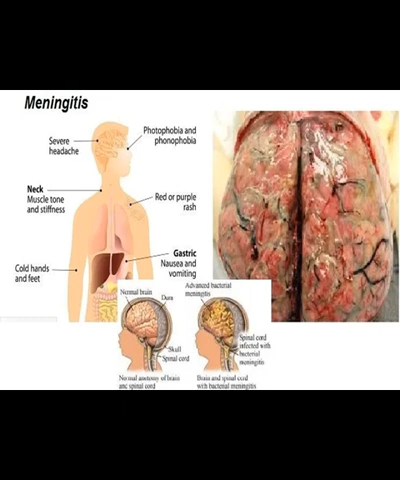 Meningitis
Severe
headache
Photophobia and
phonophobia
Neck
Muscle tone
and stiffness
Red or purple
rash
Gastric
Nausea and
vomiting
Cold hands
and feet
Normal brain
Dura
Skull
Spinal cord
Normal anatomy of brain
and spinal cord
Advanced bacterial
meningitis
Spinal cord
infected with
bacterial
meningitis
Brain and spinal cord
with bacterial meningitis